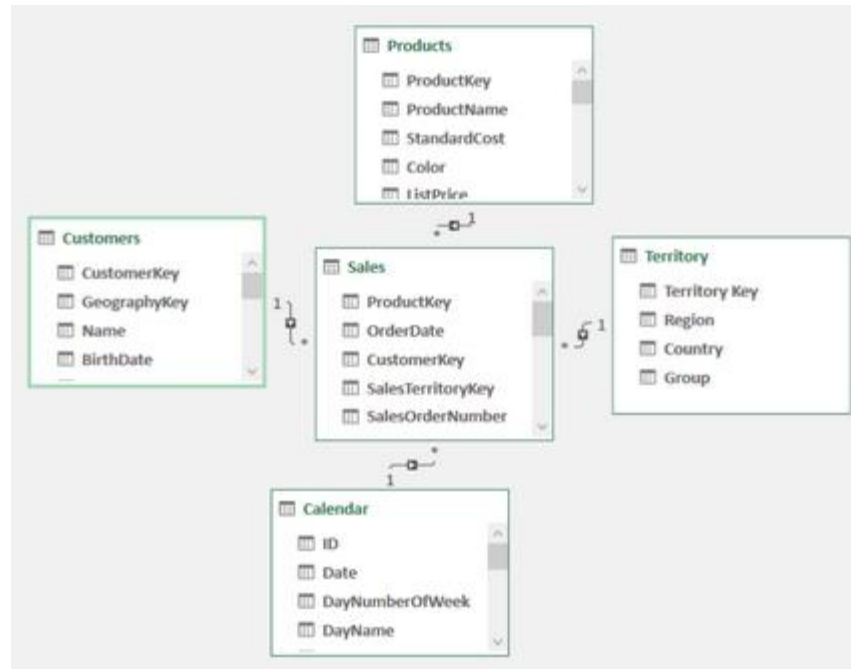 Products
ProductKey
ProductName
StandardCost
Color
ListPrice
1
*
Customers
CustomerKey
GeographyKey
Name
BirthDate
1
*
Sales
ProductKey
OrderDate
CustomerKey
SalesTerritoryKey
SalesOrderNumber
1
*
Territory
Territory Key
Region
Country
Group
*
1
Calendar
ID
Date
DayNumberOfWeek
DayName